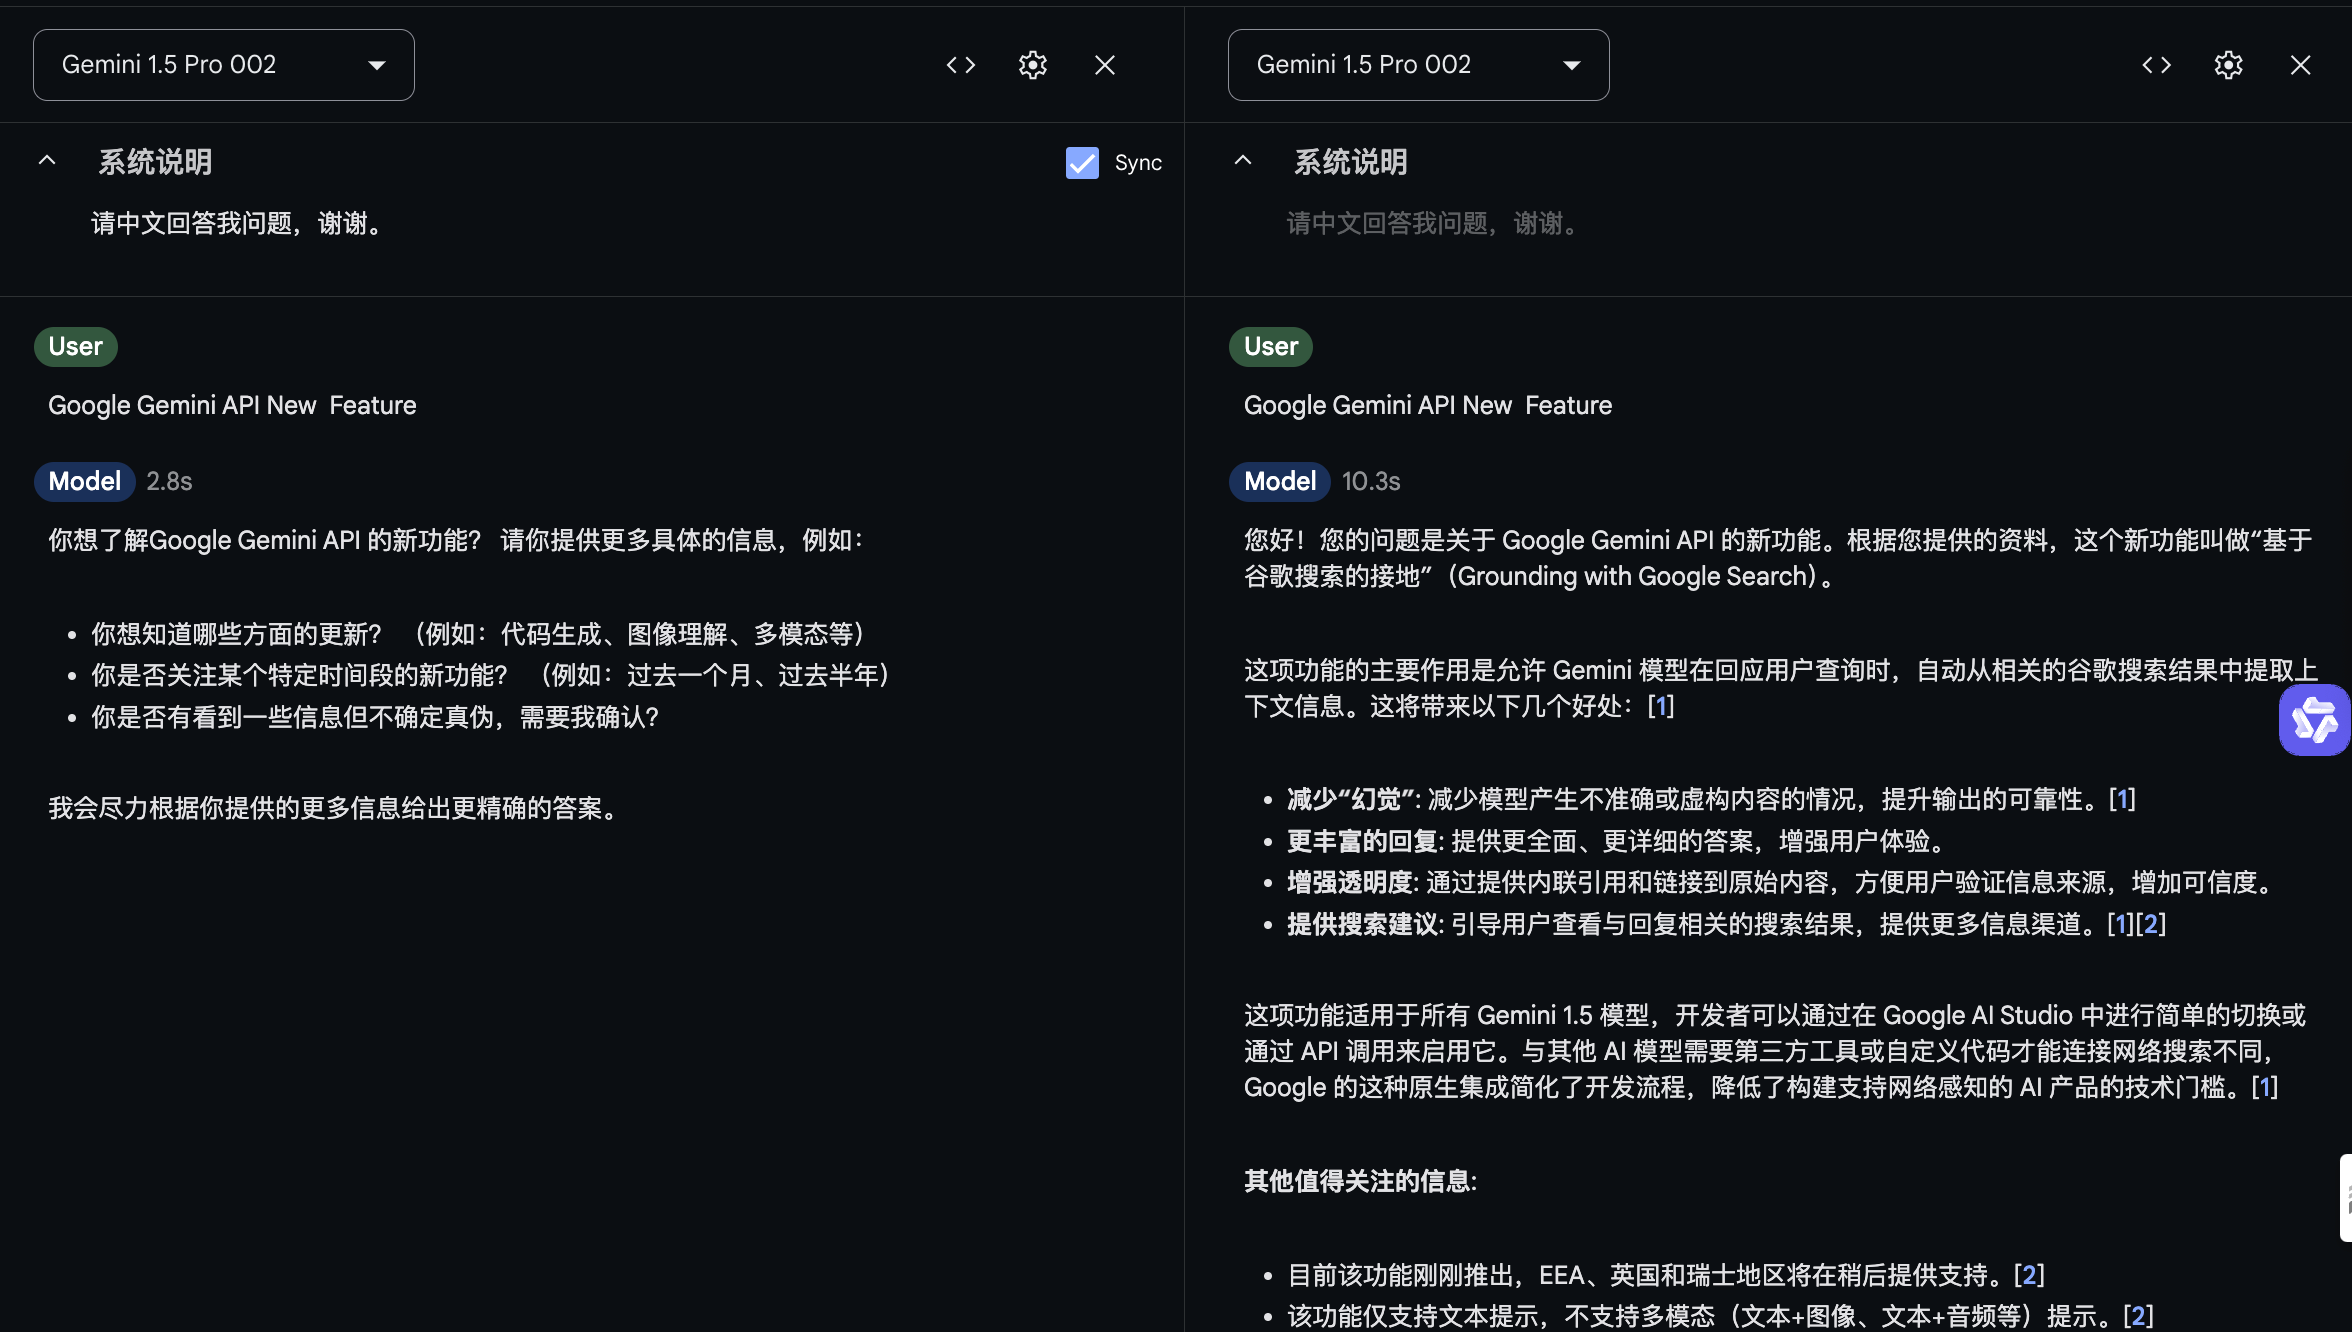 Gemini 1.5 Pro 002
系统说明
Sync
请中文回答我问题，谢谢。
User
Google Gemini API New  Feature
Model 2.8s
你想了解Google Gemini API 的新功能？ 请你提供更多具体的信息，例如：
• 你想知道哪些方面的更新？ （例如：代码生成、图像理解、多模态等）
• 你是否关注某个特定时间段的新功能？ （例如：过去一个月、过去半年）
• 你是否有看到一些信息但不确定真伪，需要我确认？
我会尽力根据你提供的更多信息给出更精确的答案。
Gemini 1.5 Pro 002
系统说明
请中文回答我问题，谢谢。
User
Google Gemini API New  Feature
Model 10.3s
您好！您的问题是关于 Google Gemini API 的新功能。根据您提供的资料，这个新功能叫做“基于
谷歌搜索的接地”（Grounding with Google Search）。
这项功能的主要作用是允许 Gemini 模型在回应用户查询时，自动从相关的谷歌搜索结果中提取上
下文信息。这将带来以下几个好处：[1]
• 减少“幻觉”: 减少模型产生不准确或虚构内容的情况，提升输出的可靠性。[1]
• 更丰富的回复: 提供更全面、更详细的答案，增强用户体验。
• 增强透明度: 通过提供内联引用和链接到原始内容，方便用户验证信息来源，增加可信度。
• 提供搜索建议: 引导用户查看与回复相关的搜索结果，提供更多信息渠道。[1][2]
这项功能适用于所有 Gemini 1.5 模型，开发者可以通过在 Google AI Studio 中进行简单的切换或
通过 API 调用来启用它。与其他 AI 模型需要第三方工具或自定义代码才能连接网络搜索不同，
Google 的这种原生集成简化了开发流程，降低了构建支持网络感知的 AI 产品的技术门槛。[1]
其他值得关注的信息:
• 目前该功能刚刚推出，EEA、英国和瑞士地区将在稍后提供支持。[2]
• 该功能仅支持文本提示，不支持多模态（文本+图像、文本+音频等）提示。[2]